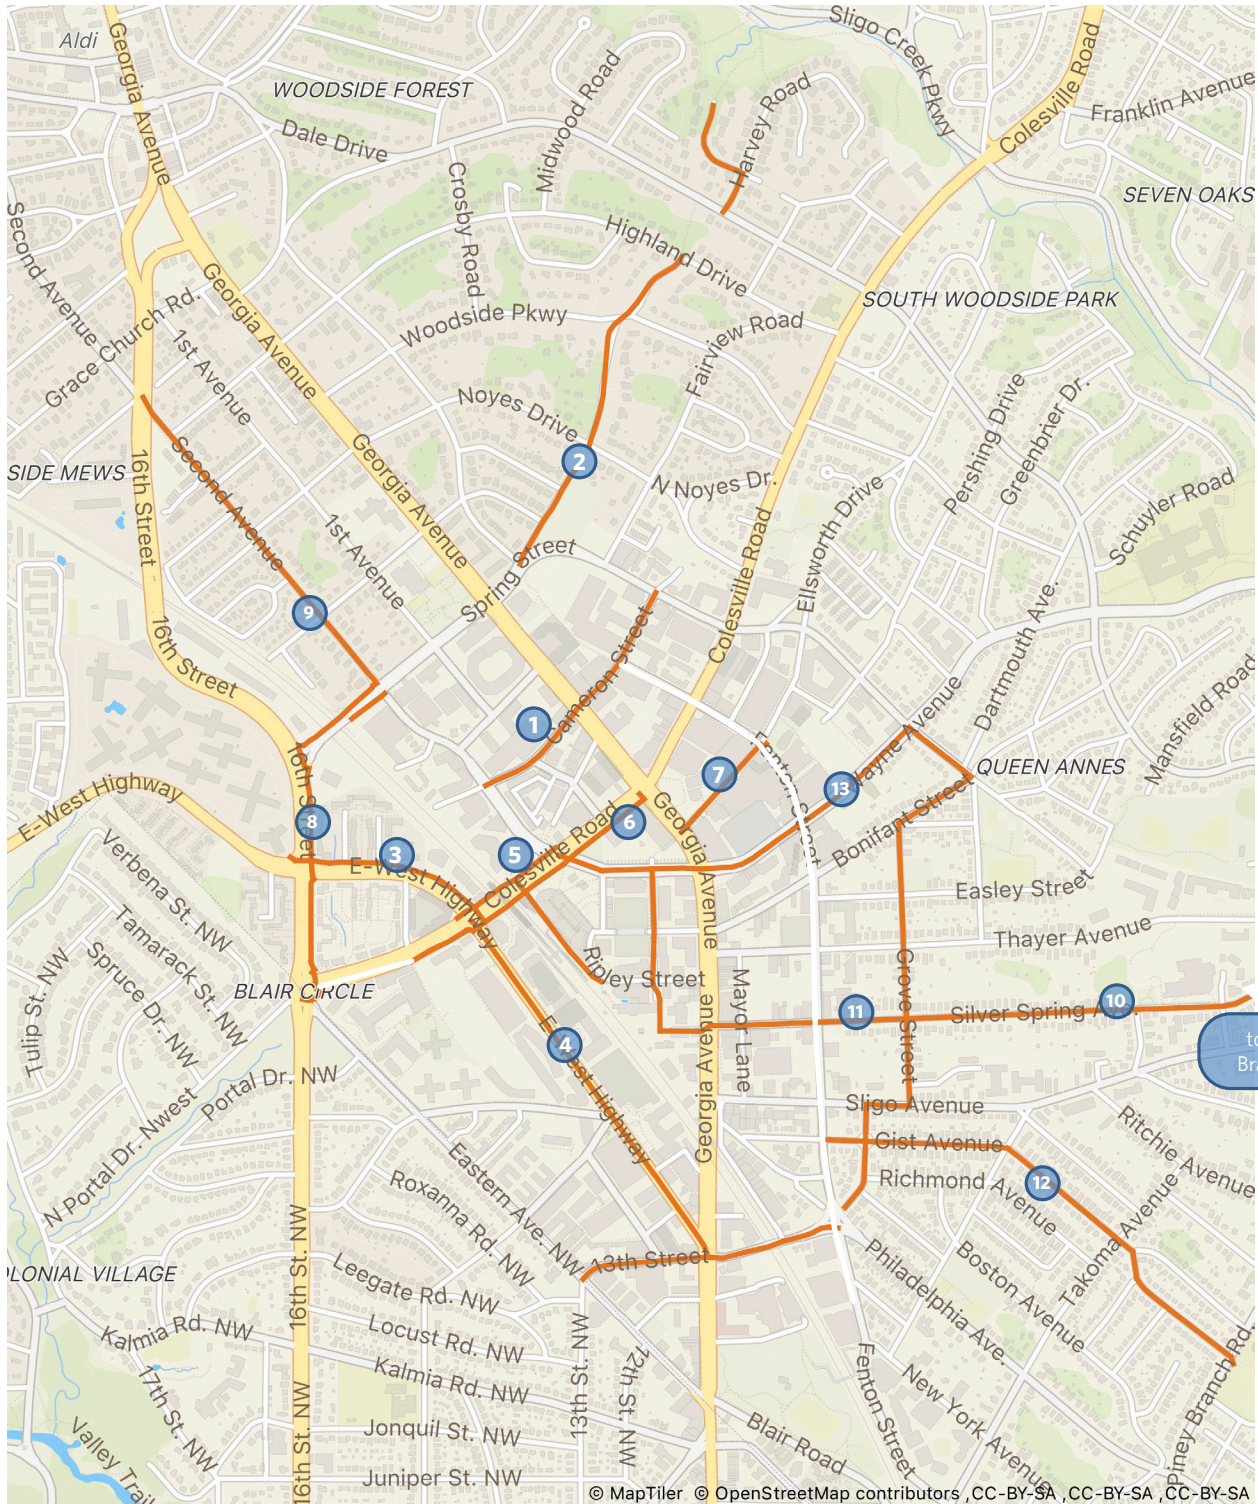 Aldi
Georgia Avenue
WOODSIDE FOREST
Dale Drive
Midwood Road
Harvey Road
Sligo Creek Pkwy
Colesville Road
Franklin Avenue
SEVEN OAKS
Second Avenue
Crosby Road
Highland Drive
Georgia Avenue
Grace Church Rd.
1st Avenue
Woodside Pkwy
Fairview Road
SOUTH WOODSIDE PARK
Noyes Drive
Pershing Drive
Greenbrier Dr.
SIDE MEWS
16th Street
Second Avenue
Georgia Avenue
2
N Noyes Dr.
Ellsworth Drive
Schuyler Road
1st Avenue
Spring Street
Colesville Road
9
16th Street
Cameron Street
Dartmouth Ave.
Mansfield Road
1
Wayne Avenue
16th Street
Fenton Street
7
13
QUEEN ANNES
E-West Highway
8
6
Georgia Avenue
Bonifant Street
3
5
Colesville Road
E-West Highway
Verbena St. NW
Easley Street
Tamarack St. NW
Spruce Dr. NW
Tulip St. NW
Thayer Avenue
BLAIR CIRCLE
Ripley Street
Mayor Lane
Grove Street
11
Silver Spring Ave.
10
to
Bra
4
East West Highway
Georgia Avenue
Portal Dr. NW
N Portal Dr. Nwest
Sligo Avenue
Gist Avenue
Ritchie Avenue
Richmond Avenue
12
Eastern Ave. NW
Roxanna Rd. NW
Takoma Avenue
16th St. NW
13th Street
Philadelphia Ave.
Boston Avenue
OLONIAL VILLAGE
Leegate Rd. NW
Kalmia Rd. NW
Locust Rd. NW
Kalmia Rd. NW
17th St. NW
13th St. NW
12th St. NW
Fenton Street
New York Avenue
Piney Branch Rd.
16th St. NW
Jonquil St. NW
Blair Road
Valley Trail
Juniper St. NW
© MapTiler © OpenStreetMap contributors ,CC-BY-SA ,CC-BY-SA ,CC-BY-SA